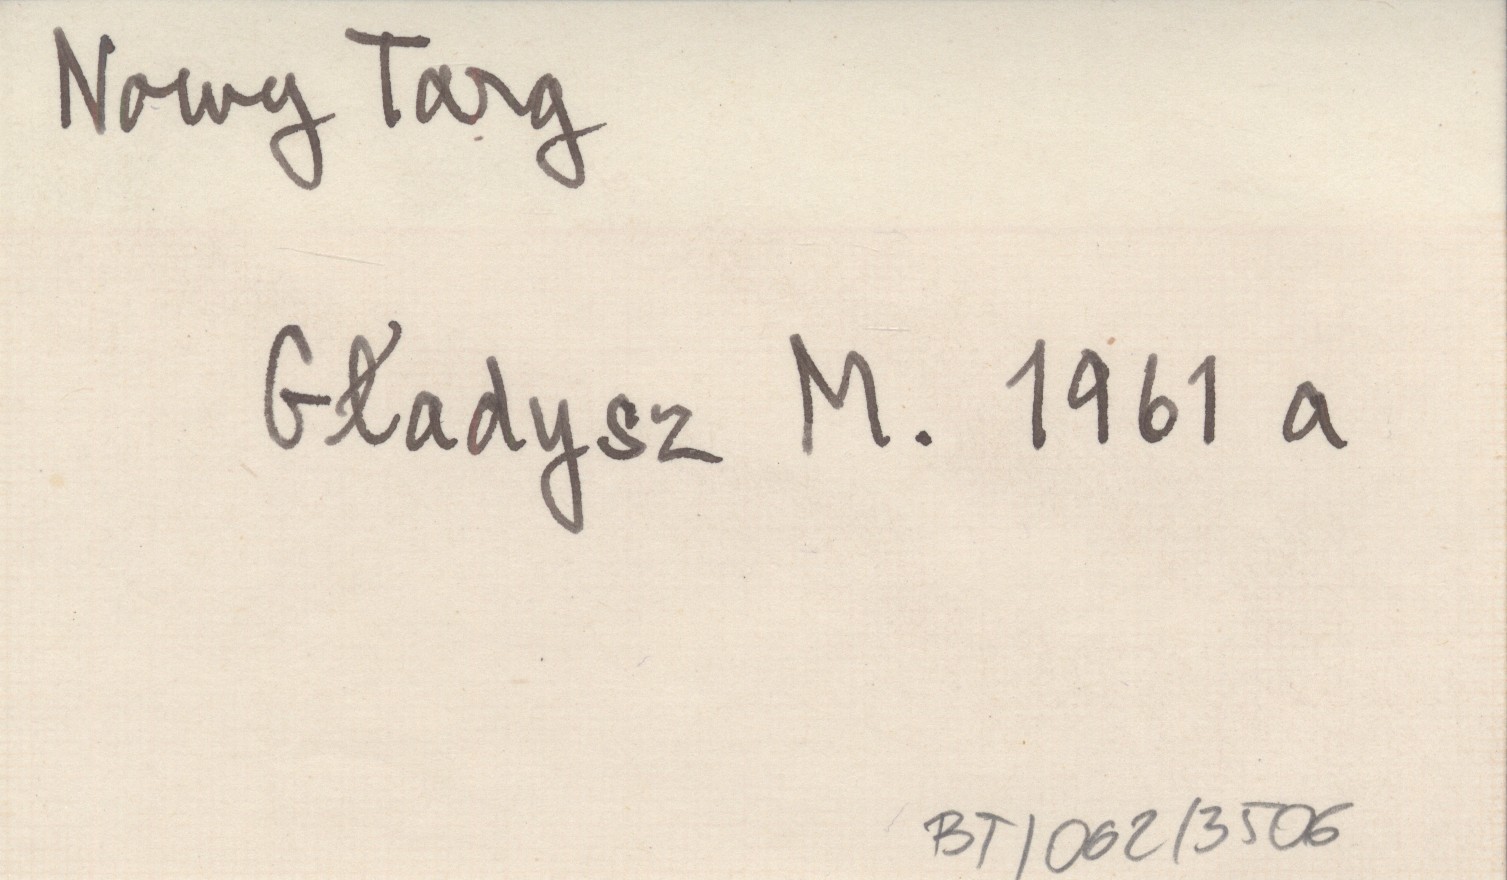 Nowy Targ
Gładysz M. 1961 a
BT/062/3506